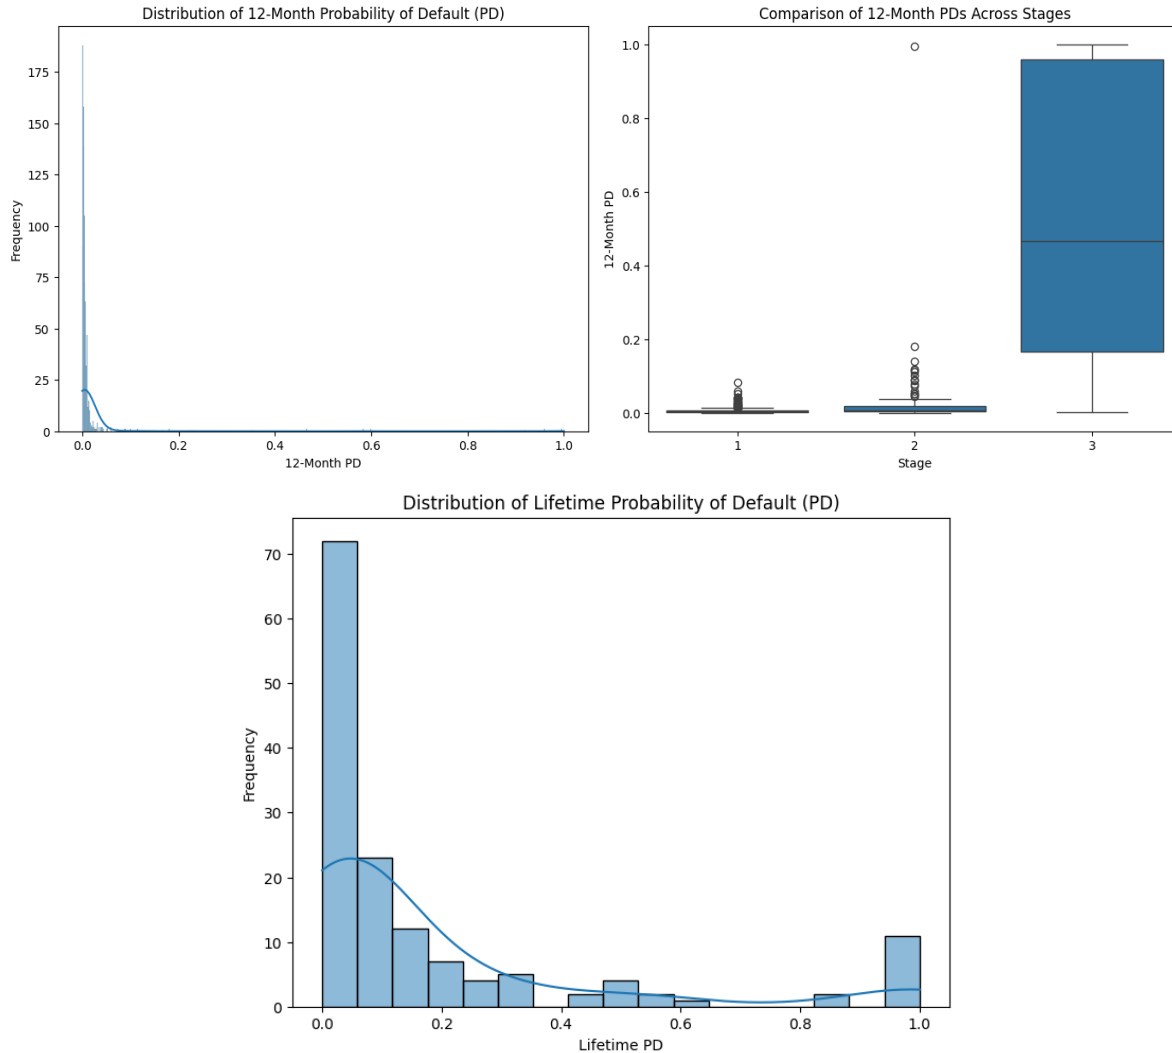 Distribution of 12-Month Probability of Default (PD)
175
150
125
100
75
50
25
0
Frequency
0.0 0.2 0.4 0.6 0.8 1.0
12-Month PD
Comparison of 12-Month PDs Across Stages
1.0
0.8
0.6
0.4
0.2
0.0
12-Month PD
1 2 3
Stage
Distribution of Lifetime Probability of Default (PD)
70
60
50
40
30
20
10
0
Frequency
0.0 0.2 0.4 0.6 0.8 1.0
Lifetime PD